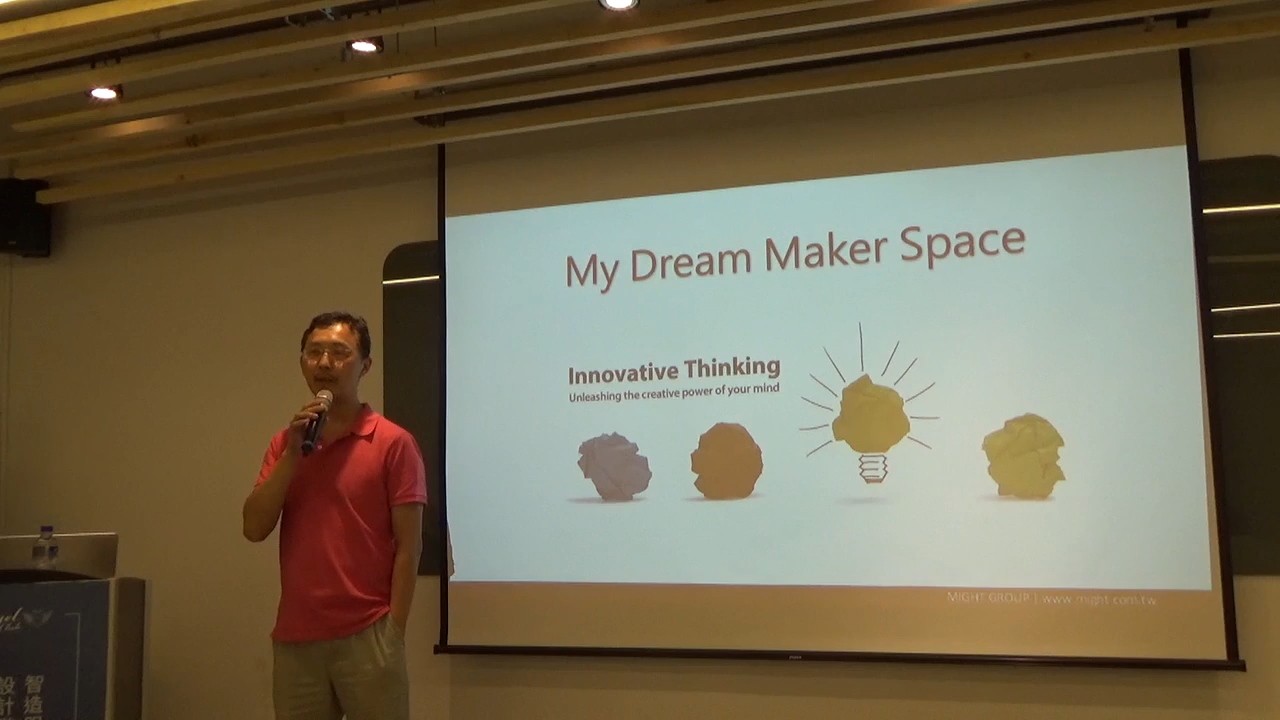 My Dream Maker Space
Innovative Thinking
Unleashing the creative power of your mind
MIGHT GROUP | www.might.com.tw
智造
設計